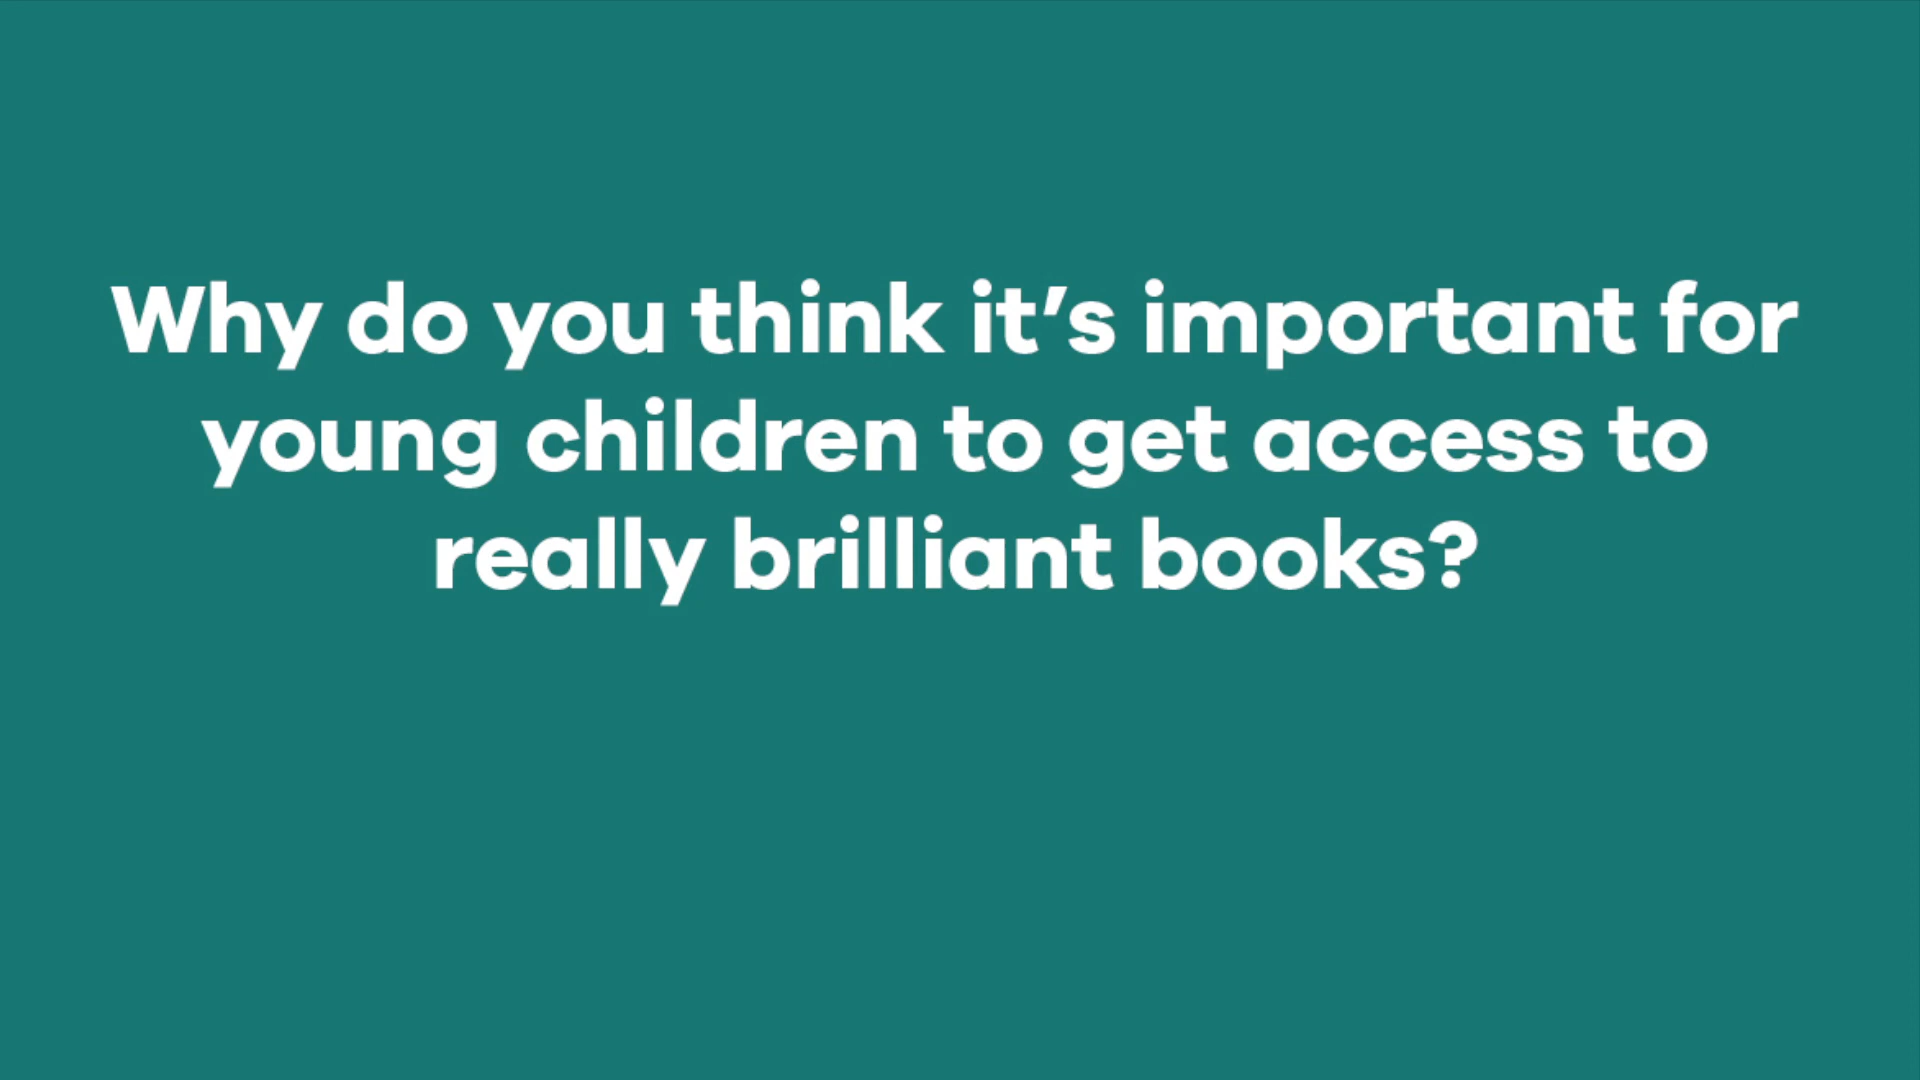 Why do you think it’s important for
young children to get access to
really brilliant books?